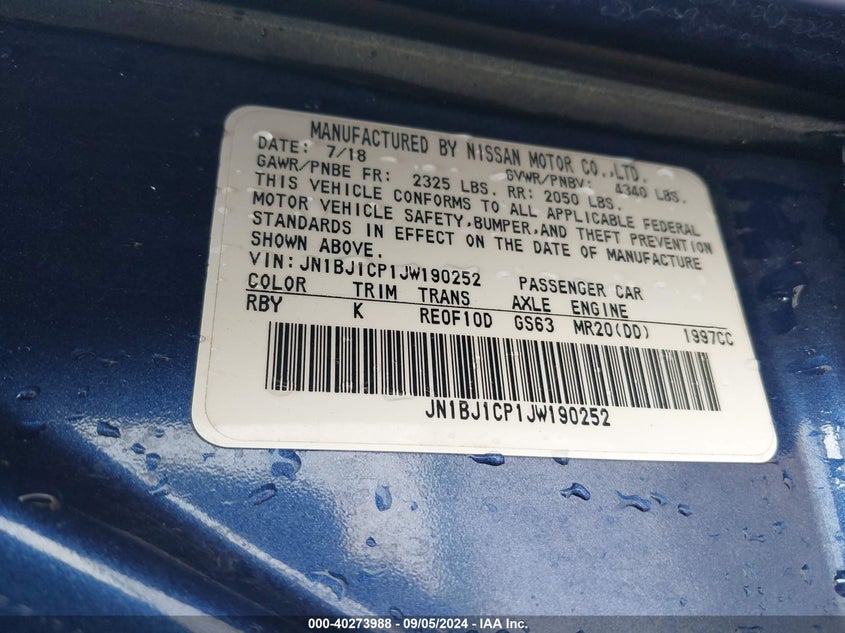 MANUFACTURED BY NISSAN MOTOR CO.,LTD.
DATE: 7/18 GVWR/PNBV: 4340 LBS.
GAWR/PNBE FR: 2325 LBS. RR: 2050 LBS.
THIS VEHICLE CONFORMS TO ALL APPLICABLE FEDERAL
MOTOR VEHICLE SAFETY,BUMPER,AND THEFT PREVENTION
STANDARDS IN EFFECT ON THE DATE OF MANUFACTURE
SHOWN ABOVE.
VIN:JN1BJ1CP1JW190252 PASSENGER CAR
COLOR TRIM TRANS AXLE ENGINE
RBY K RE0F10D GS63 MR20(DD) 1997CC
JN1BJ1CP1JW190252
000-40273988 - 09/05/2024 - IAA Inc.